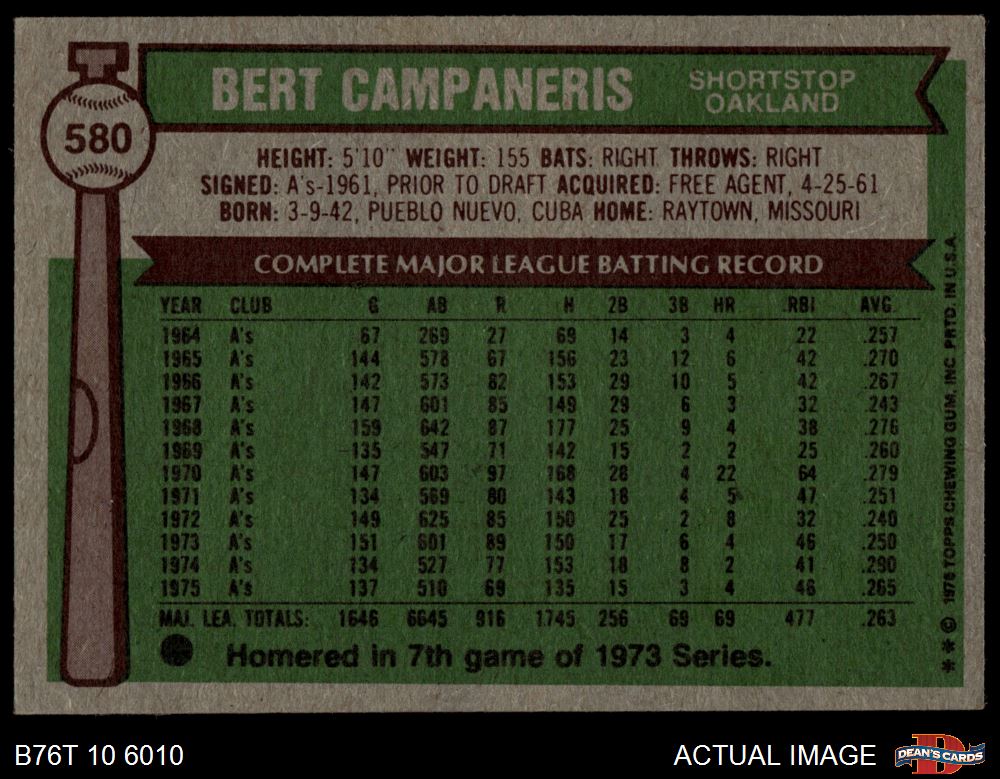 BERT CAMPANERIS
SHORTSTOP
OAKLAND
580
HEIGHT: 5'10" WEIGHT: 155 BATS: RIGHT THROWS: RIGHT
SIGNED: A's-1961, PRIOR TO DRAFT ACQUIRED: FREE AGENT, 4-25-61
BORN: 3-9-42, PUEBLO NUEVO, CUBA HOME: RAYTOWN, MISSOURI
COMPLETE MAJOR LEAGUE BATTING RECORD
YEAR CLUB G AB R H 2B 3B HR RBI AVG.
1964 A's 67 269 27 69 14 3 4 22 .257
1965 A's 144 578 67 156 23 12 6 42 .270
1966 A's 142 573 82 153 29 10 5 42 .267
1967 A's 147 601 85 149 29 6 3 32 .243
1968 A's 159 642 87 177 25 9 4 38 .276
1969 A's 135 547 71 142 15 2 2 25 .260
1970 A's 147 603 97 168 28 4 22 64 .279
1971 A's 134 569 80 143 18 4 5 47 .251
1972 A's 149 625 85 150 25 2 8 32 .240
1973 A's 151 601 89 150 17 6 4 46 .250
1974 A's 134 527 77 153 18 8 2 41 .290
1975 A's 137 510 69 135 15 3 4 46 .265
MAJ. LEA. TOTALS: 1646 6645 916 1745 256 69 69 477 .263
Homered in 7th game of 1973 Series.
*** © 1976 TOPPS CHEWING GUM, INC. PRTD. IN U.S.A.
B76T 10 6010
ACTUAL IMAGE
DEAN'S CARDS